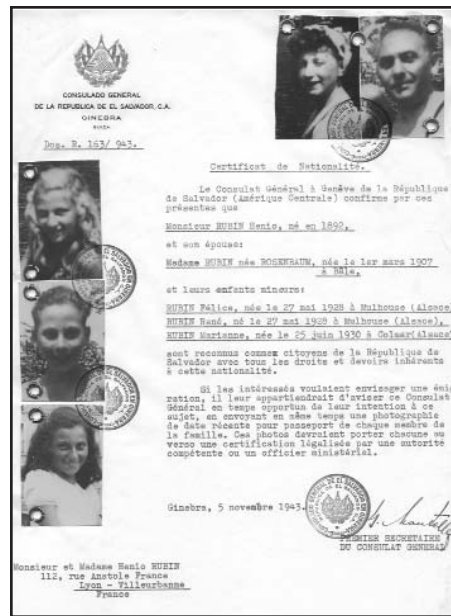 CONSULADO GENERAL
DE LA REPUBLICA DE EL SALVADOR, C.A.
GINEBRA
SUIZA
Dos. R. 163/ 943.
Certificat de Nationalité.
Le Consulat Général à Genève de la République
de Salvador (Amérique Centrale) confirme par ces
présentes que
Monsieur RUBIN Henio, né en 1892,
et son épouse:
Madame RUBIN née ROSENBAUM, née le 1er mars 1907
à Bâle,
et leurs enfants mineurs:
RUBIN Félice, née le 27 mai 1928 à Mulhouse (Alsace)
RUBIN René, né le 27 mai 1928 à Mulhouse (Alsace),
RUBIN Marianne, née le 25 juin 1930 à Colmar(Alsace)
sont reconnus comme citoyens de la République de
Salvador avec tous les droits et devoirs inhérents
à cette nationalité.
Si les intéressés voulaient envisager une émig
ration, il leur appartiendrait d'aviser ce Consulat
Général en temps opportun de leur intention à ce
sujet, en envoyant en même temps une photographie
de date récente pour passeport de chaque membre de
la famille. Ces photos devraient porter chacune au
verso une certification légalisée par une autorité
compétente ou un officier ministériel.
Ginebra, 5 novembre 1943.
PREMIER SECRETAIRE
DU CONSULAT GENERAL
Monsieur et Madame Henio RUBIN
112, rue Anatole France
Lyon - Villeurbanne
France